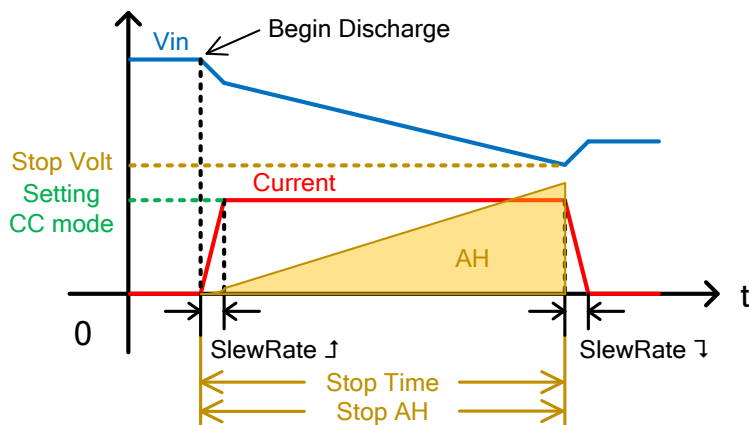 Vin
Begin Discharge
Stop Volt
Setting
CC mode
Current
AH
t
0
SlewRate
SlewRate
Stop Time
Stop AH